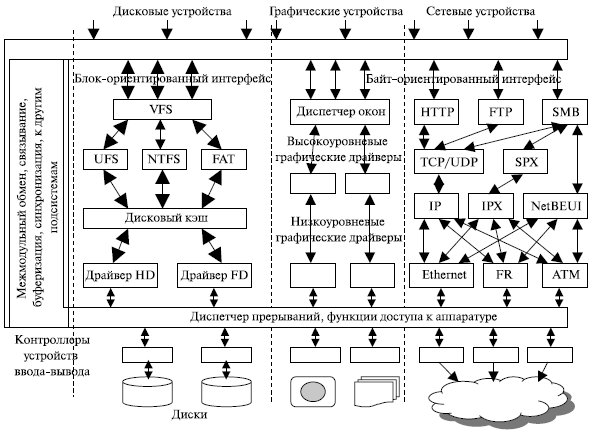 Дисковые устройства
Графические устройства
Сетевые устройства
Блок-ориентированный интерфейс
Байт-ориентированный интерфейс
Межмодульный обмен, связывание,
буферизация, синхронизация, к другим
подсистемам
VFS
Диспетчер окон
HTTP
FTP
SMB
Высокоуровневые
графические драйверы
UFS
NTFS
FAT
TCP/UDP
SPX
Дисковый кэш
IP
IPX
NetBEUI
Низкоуровневые
графические драйверы
Драйвер HD
Драйвер FD
Ethernet
FR
ATM
Диспетчер прерываний, функции доступа к аппаратуре
Контроллеры
устройств
ввода-вывода
Диски